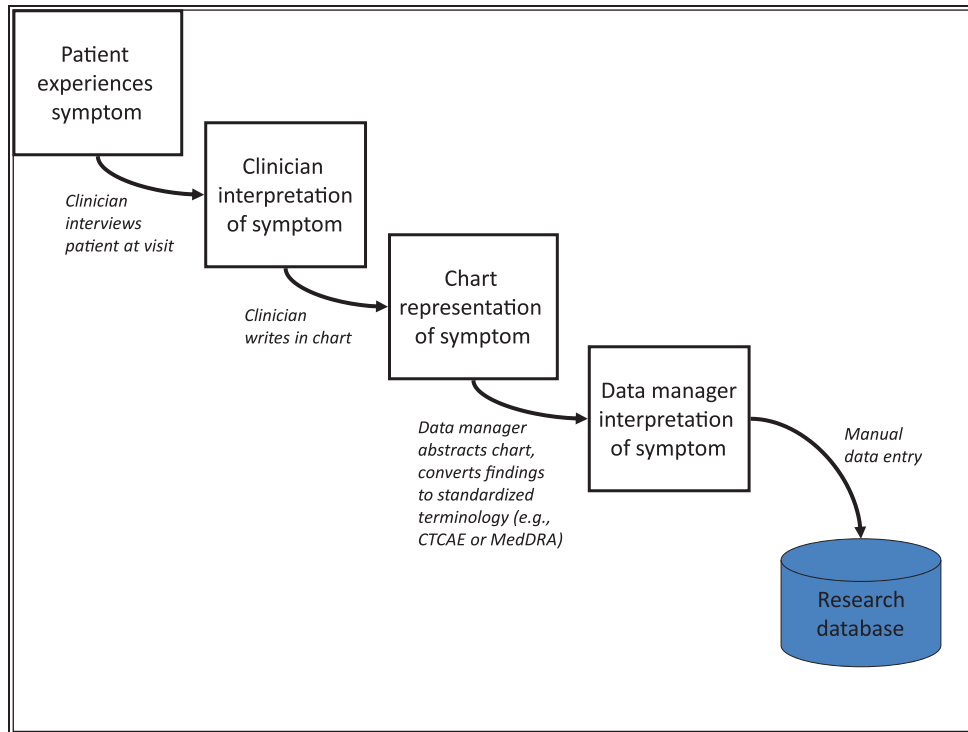 Patient
experiences
symptom
Clinician
interviews
patient at visit
Clinician
interpretation
of symptom
Clinician
writes in chart
Chart
representation
of symptom
Data manager
abstracts chart,
converts findings
to standardized
terminology (e.g.,
CTCAE or MedDRA)
Data manager
interpretation
of symptom
Manual
data entry
Research
database